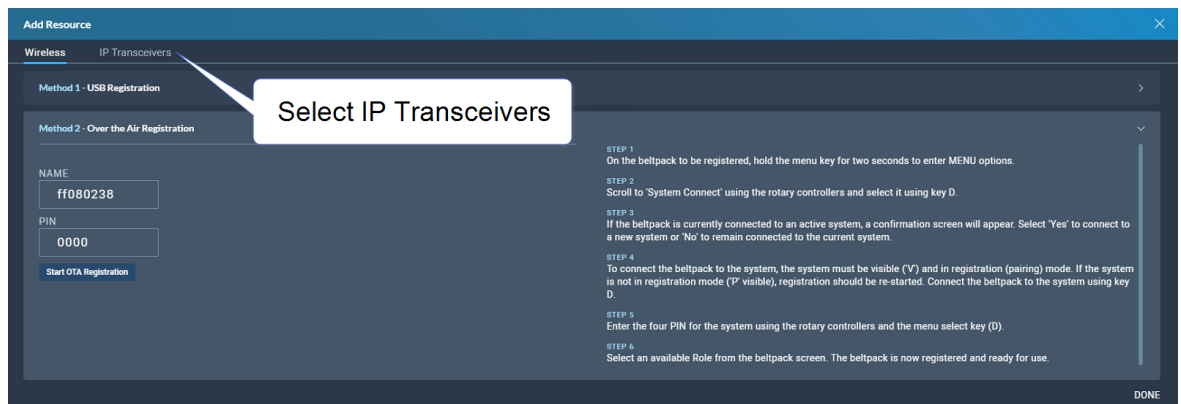 Add Resource
Wireless IP Transceivers
Method 1 - USB Registration
Select IP Transceivers
Method 2 - Over the Air Registration
NAME
ff080238
PIN
0000
Start OTA Registration
STEP 1
On the beltpack to be registered, hold the menu key for two seconds to enter MENU options.
STEP 2
Scroll to 'System Connect' using the rotary controllers and select it using key D.
STEP 3
If the beltpack is currently connected to an active system, a confirmation screen will appear. Select 'Yes' to connect to
a new system or 'No' to remain connected to the current system.
STEP 4
To connect the beltpack to the system, the system must be visible ('V') and in registration (pairing) mode. If the system
is not in registration mode ('P' visible), registration should be re-started. Connect the beltpack to the system using key
D.
STEP 5
Enter the four PIN for the system using the rotary controllers and the menu select key (D).
STEP 6
Select an available Role from the beltpack screen. The beltpack is now registered and ready for use.
DONE